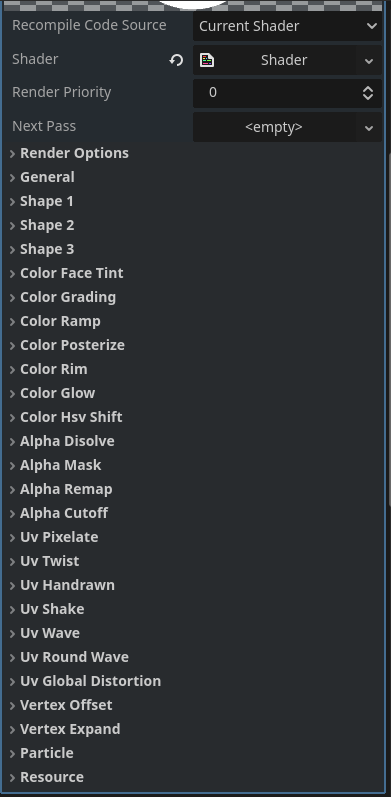 Recompile Code Source Current Shader
Shader Shader
Render Priority 0
Next Pass <empty>
Render Options
General
Shape 1
Shape 2
Shape 3
Color Face Tint
Color Grading
Color Ramp
Color Posterize
Color Rim
Color Glow
Color Hsv Shift
Alpha Disolve
Alpha Mask
Alpha Remap
Alpha Cutoff
Uv Pixelate
Uv Twist
Uv Handrawn
Uv Shake
Uv Wave
Uv Round Wave
Uv Global Distortion
Vertex Offset
Vertex Expand
Particle
Resource